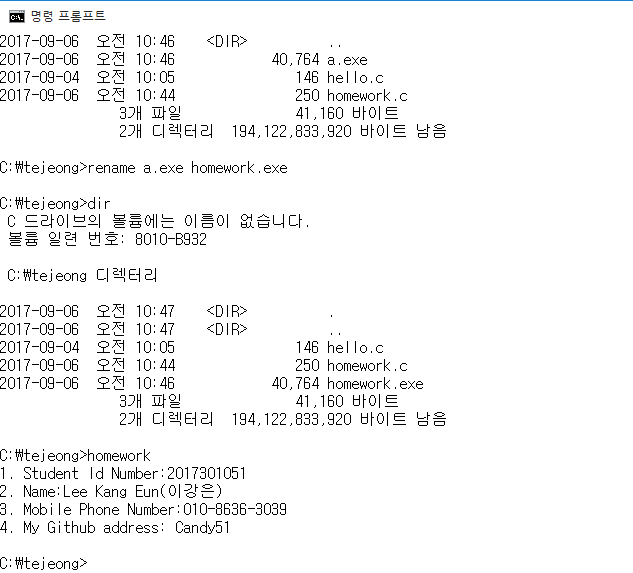 명령 프롬프트
2017-09-06  오전 10:46    <DIR>          ..
2017-09-06  오전 10:46            40,764 a.exe
2017-09-04  오전 10:05               146 hello.c
2017-09-06  오전 10:44               250 homework.c
               3개 파일              41,160 바이트
               2개 디렉터리  194,122,833,920 바이트 남음
C:\tejeong>rename a.exe homework.exe
C:\tejeong>dir
 C 드라이브의 볼륨에는 이름이 없습니다.
 볼륨 일련 번호: 8010-B932
 C:\tejeong 디렉터리
2017-09-06  오전 10:47    <DIR>          .
2017-09-06  오전 10:47    <DIR>          ..
2017-09-04  오전 10:05               146 hello.c
2017-09-06  오전 10:44               250 homework.c
2017-09-06  오전 10:46            40,764 homework.exe
               3개 파일              41,160 바이트
               2개 디렉터리  194,122,833,920 바이트 남음
C:\tejeong>homework
1. Student Id Number:2017301051
2. Name:Lee Kang Eun(이강은)
3. Mobile Phone Number:010-8636-3039
4. My Github address: Candy51
C:\tejeong>